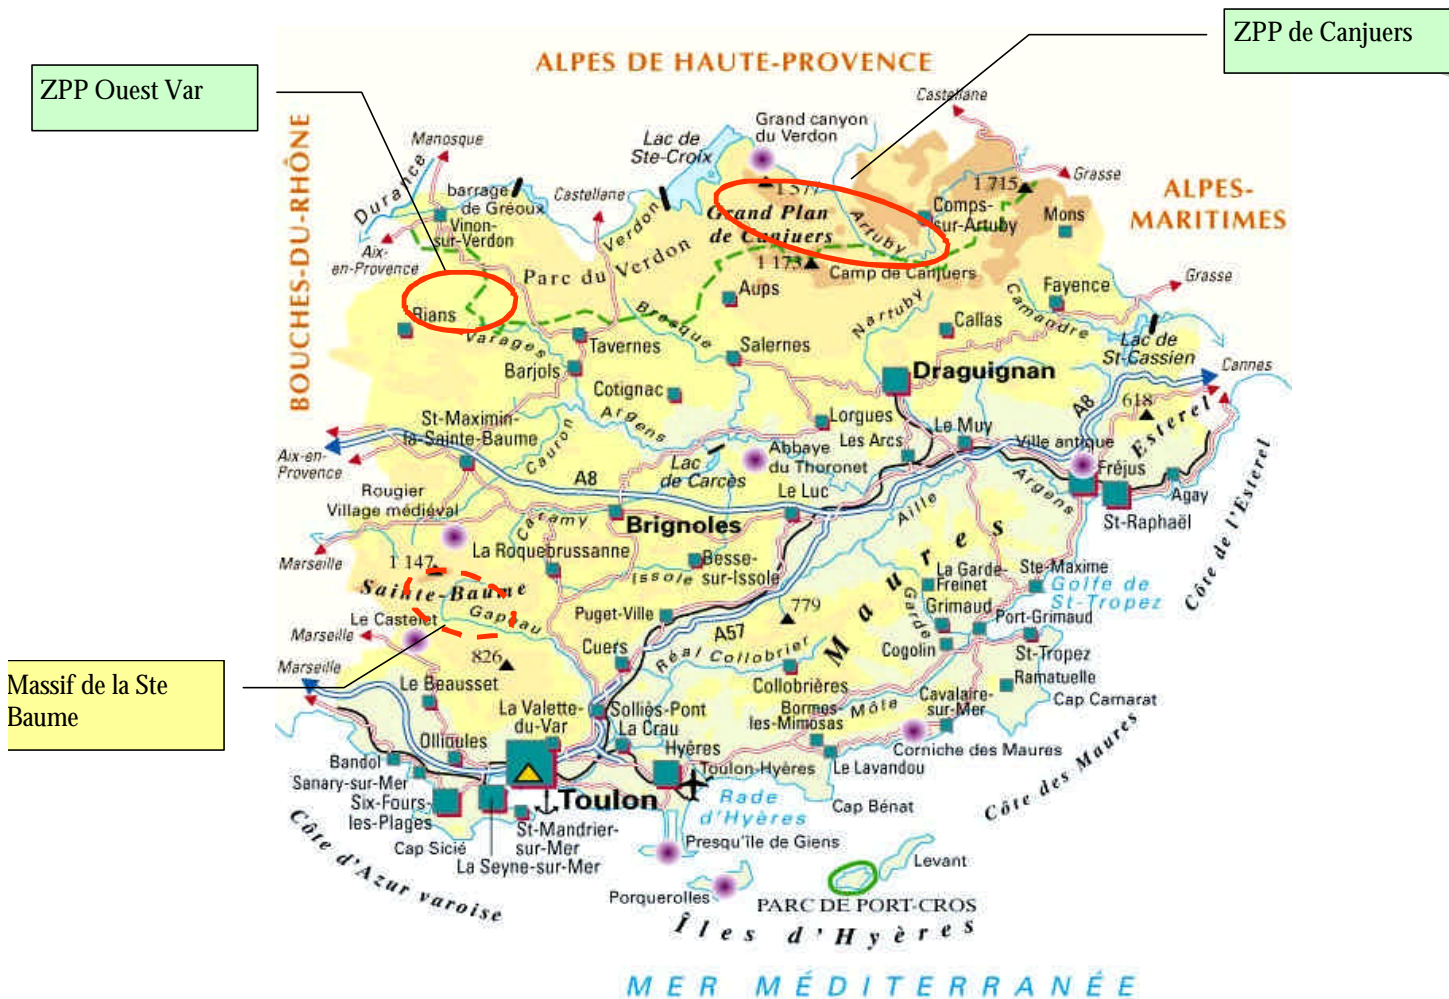 ZPP de Canjuers
ZPP Ouest Var
Massif de la Ste
Baume
ALPES DE HAUTE-PROVENCE
BOUCHES-DU-RHÔNE
ALPES-
MARITIMES
Castellane
Grand canyon
du Verdon
Manosque
Lac de
Ste-Croix
Durance
barrage
de Gréoux
Castellane
Grasse
1 577
1 715
Vinon-
sur-Verdon
Verdon
Grand Plan
de Canjuers
Artuby
Comps-
sur-Artuby
Mons
Aix-
en-Provence
Parc du Verdon
1 173
Camp de Canjuers
Grasse
Rians
Aups
Fayence
Bresque
Nartuby
Camandre
Callas
Varages
Tavernes
Salernes
Lac de
St-Cassien
Barjols
Cotignac
Draguignan
Cannes
A8
618
Esterel
St-Maximin-
la-Sainte-Baume
Argens
Lorgues
Le Muy
Les Arcs
Ville antique
Cauron
Aix-en-
Provence
Lac
de Carcès
Abbaye
du Thoronet
Fréjus
A8
Argens
Agay
Rougier
Village médiéval
Le Luc
Aille
St-Raphaël
Côte de l'Esterel
Caramy
Brignoles
Marseille
La Roquebrussanne
Besse-
sur-Issole
Issole
Maures
1 147
Sainte-Baume
La Garde-
Freinet
Ste-Maxime
Golfe de
St-Tropez
Garde
Grimaud
Port-Grimaud
Gapeau
Le Castelet
Puget-Ville
779
A57
Marseille
Cuers
Réal Collobrier
Cogolin
St-Tropez
826
Marseille
Collobrières
Ramatuelle
Cap Camarat
Le Beausset
La Valette-
du-Var
Solliès-Pont
Bormes-
les-Mimosas
Môle
Cavalaire-
sur-Mer
La Crau
Ollioules
Hyères
Corniche des Maures
Bandol
Toulon-Hyères
Le Lavandou
Côte des Maures
Sanary-sur-Mer
Six-Fours-
les-Plages
Toulon
Rade
d'Hyères
Cap Bénat
St-Mandrier-
sur-Mer
Cap Sicié
La Seyne-sur-Mer
Presqu'île de Giens
Levant
Côte d'Azur varoise
Porquerolles
PARC DE PORT-CROS
Îles d'Hyères
MER MÉDITERRANÉE